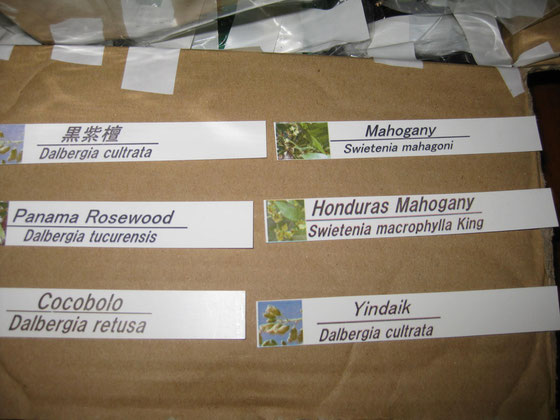 黒紫檀
Dalbergia cultrata
Mahogany
Swietenia mahagoni
Panama Rosewood
Dalbergia tucurensis
Honduras Mahogany
Swietenia macrophylla King
Cocobolo
Dalbergia retusa
Yindaik
Dalbergia cultrata